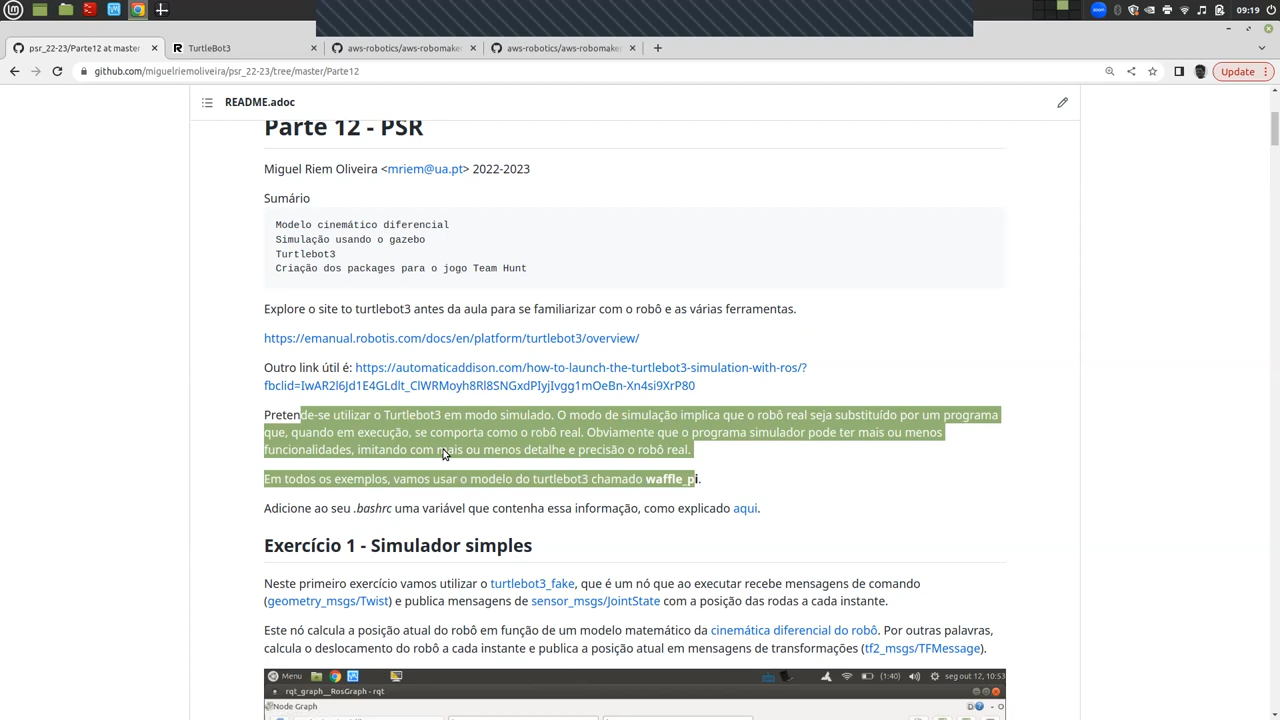 09:19
psr_22-23/Parte12 at master
TurtleBot3
aws-robotics/aws-robomaker
aws-robotics/aws-robomaker
github.com/miguelriemoliveira/psr_22-23/tree/master/Parte12
Update
README.adoc
Parte 12 - PSR
Miguel Riem Oliveira <mriem@ua.pt> 2022-2023
Sumário
Modelo cinemático diferencial
Simulação usando o gazebo
Turtlebot3
Criação dos packages para o jogo Team Hunt
Explore o site to turtlebot3 antes da aula para se familiarizar com o robô e as várias ferramentas.
https://emanual.robotis.com/docs/en/platform/turtlebot3/overview/
Outro link útil é: https://automaticaddison.com/how-to-launch-the-turtlebot3-simulation-with-ros/?
fbclid=IwAR2l6Jd1E4GLdlt_ClWRMoyh8Rl8SNGxdPIyjIvgg1mOeBn-Xn4si9XrP80
Pretende-se utilizar o Turtlebot3 em modo simulado. O modo de simulação implica que o robô real seja substituído por um programa
que, quando em execução, se comporta como o robô real. Obviamente que o programa simulador pode ter mais ou menos
funcionalidades, imitando com mais ou menos detalhe e precisão o robô real.
Em todos os exemplos, vamos usar o modelo do turtlebot3 chamado waffle_pi.
Adicione ao seu .bashrc uma variável que contenha essa informação, como explicado aqui.
Exercício 1 - Simulador simples
Neste primeiro exercício vamos utilizar o turtlebot3_fake, que é um nó que ao executar recebe mensagens de comando
(geometry_msgs/Twist) e publica mensagens de sensor_msgs/JointState com a posição das rodas a cada instante.
Este nó calcula a posição atual do robô em função de um modelo matemático da cinemática diferencial do robô. Por outras palavras,
calcula o deslocamento do robô a cada instante e publica a posição atual em mensagens de transformações (tf2_msgs/TFMessage).
Menu (1:40) seg out 12, 10:53
rqt_graph__RosGraph - rqt
Node Graph